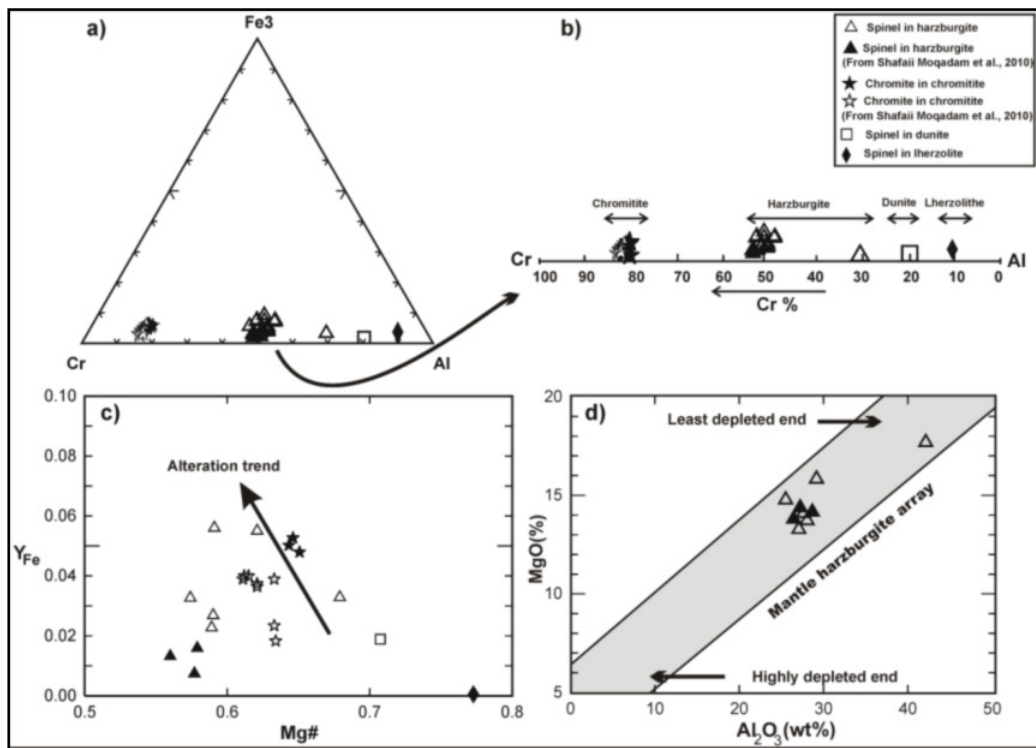 a)
Fe3
Cr
Al
b)
Spinel in harzburgite
Spinel in harzburgite
(From Shafaii Moqadam et al., 2010)
Chromite in chromitite
Chromite in chromitite
(From Shafaii Moqadam et al., 2010)
Spinel in dunite
Spinel in lherzolite
Chromitite
Harzburgite
Dunite
Lherzolithe
Cr
Al
100 90 80 70 60 50 40 30 20 10 0
Cr %
c)
0.10
0.08
0.06
0.04
0.02
0.00
YFe
Alteration trend
0.5 0.6 0.7 0.8
Mg#
d)
20
15
10
5
MgO(%)
Least depleted end
Mantle harzburgite array
Highly depleted end
0 10 20 30 40 50
Al2O3(wt%)